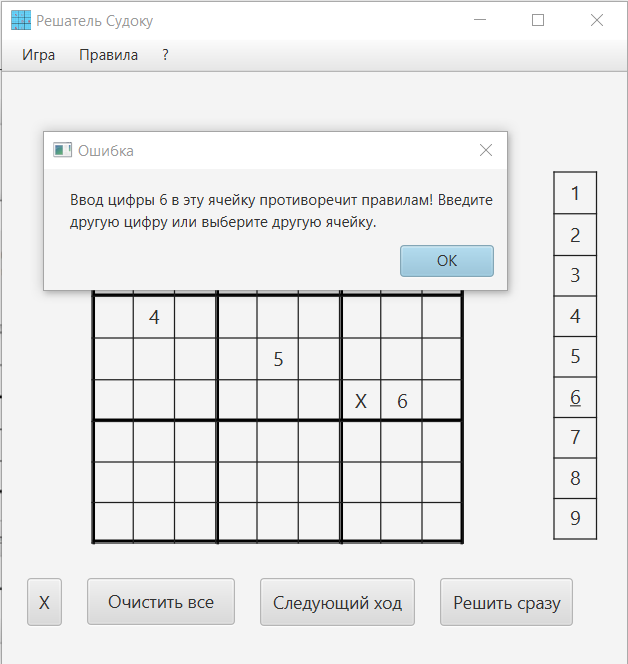 Решатель Судоку
Игра Правила ?
Ошибка
Ввод цифры 6 в эту ячейку противоречит правилам! Введите
другую цифру или выберите другую ячейку.
OK
4
5
X 6
1
2
3
4
5
6
7
8
9
X Очистить все Следующий ход Решить сразу